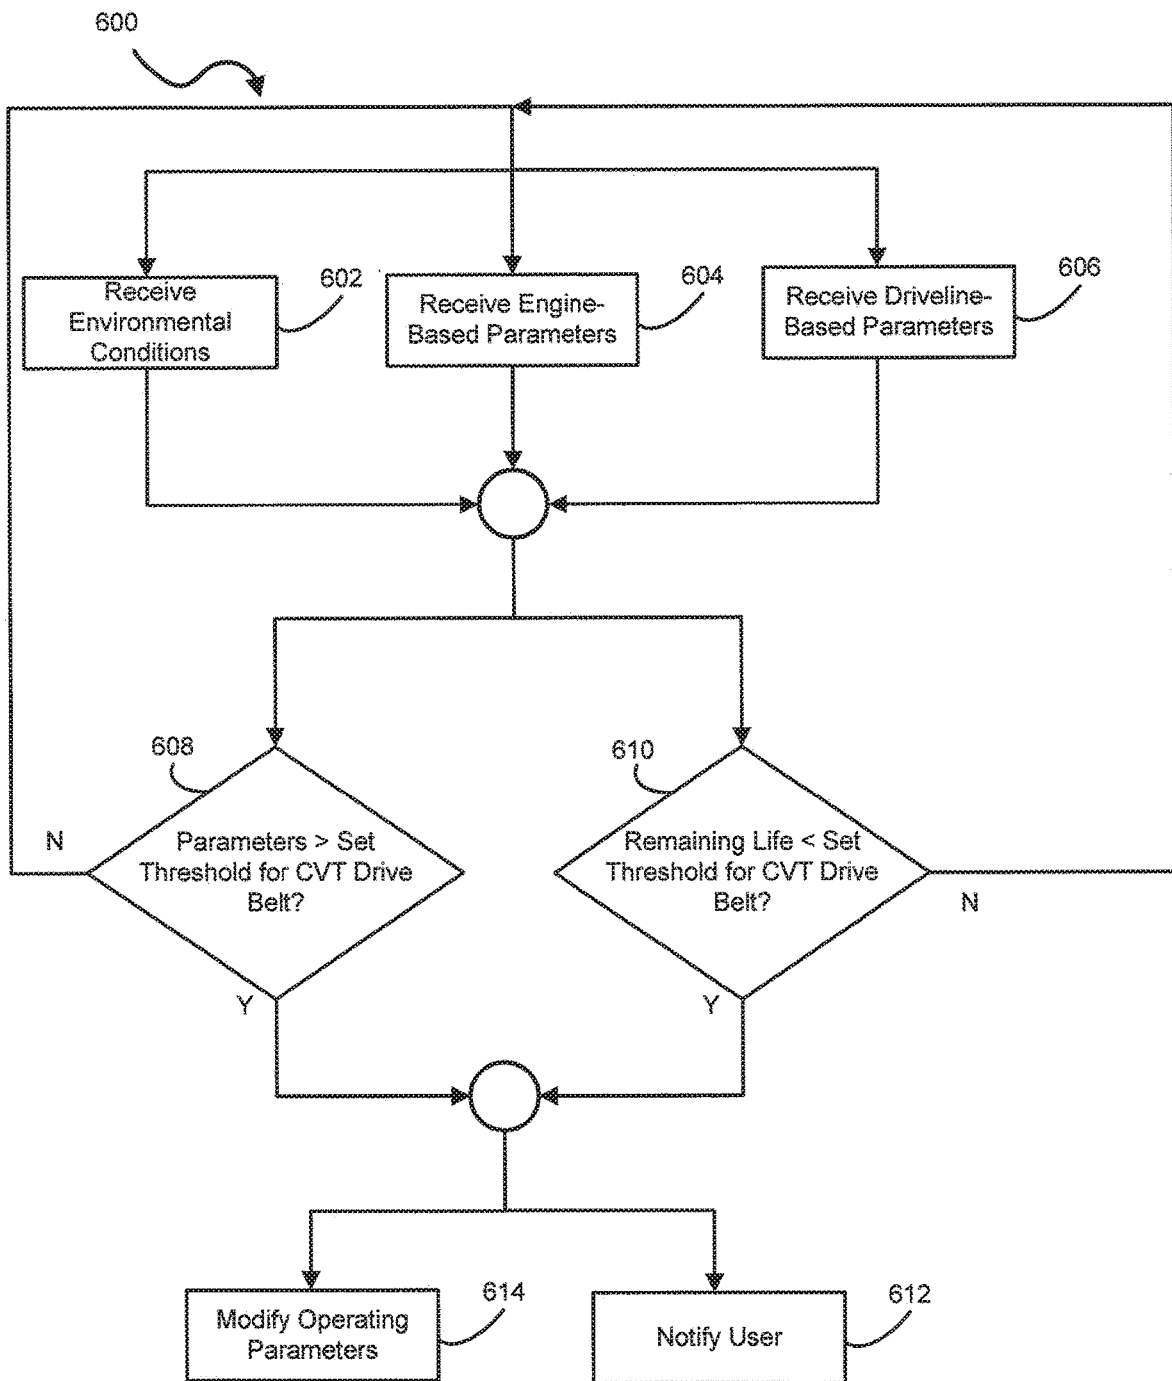 600
602
Receive
Environmental
Conditions
604
Receive Engine-
Based Parameters
606
Receive Driveline-
Based Parameters
608
610
N
Parameters > Set
Threshold for CVT Drive
Belt?
Remaining Life < Set
Threshold for CVT Drive
Belt?
N
Y
Y
614
Modify Operating
Parameters
612
Notify User